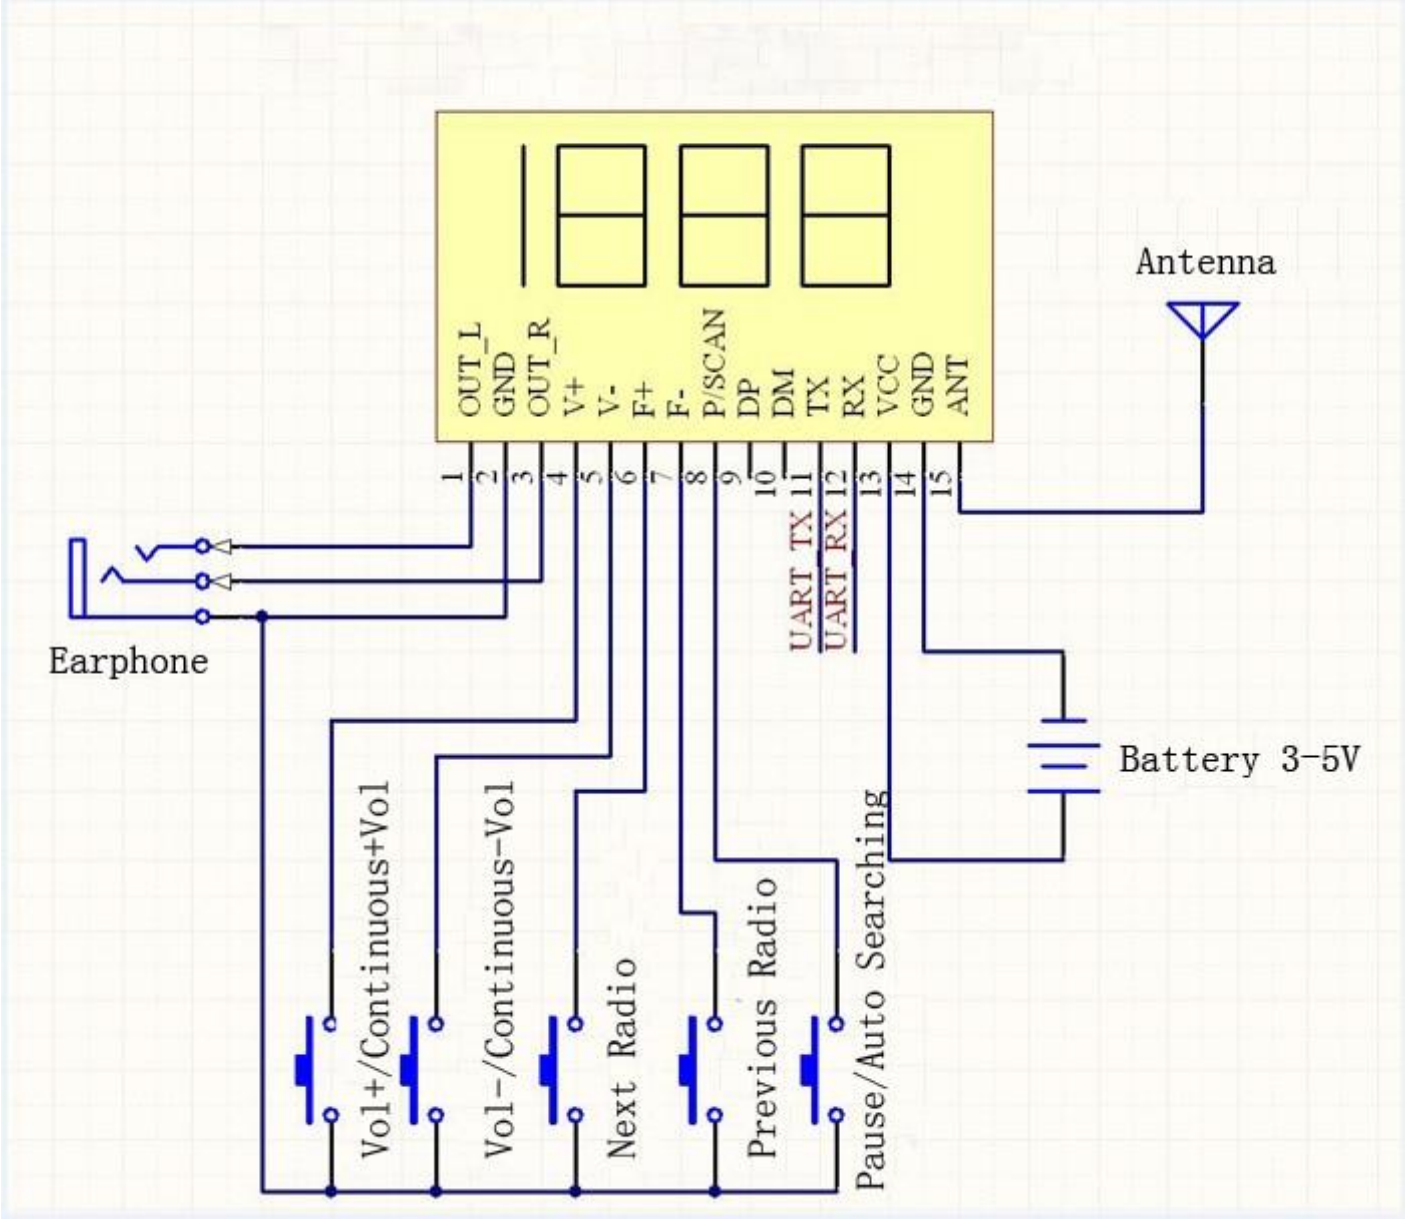 Antenna
OUT_L
GND
OUT_R
V+
V-
F+
F-
P/SCAN
DP
DM
TX
RX
VCC
GND
ANT
1
2
3
4
5
6
7
8
9
10
11
12
13
14
15
UART TX
UART RX
Earphone
Battery 3-5V
Vol+/Continuous+Vol
Vol-/Continuous-Vol
Next Radio
Previous Radio
Pause/Auto Searching